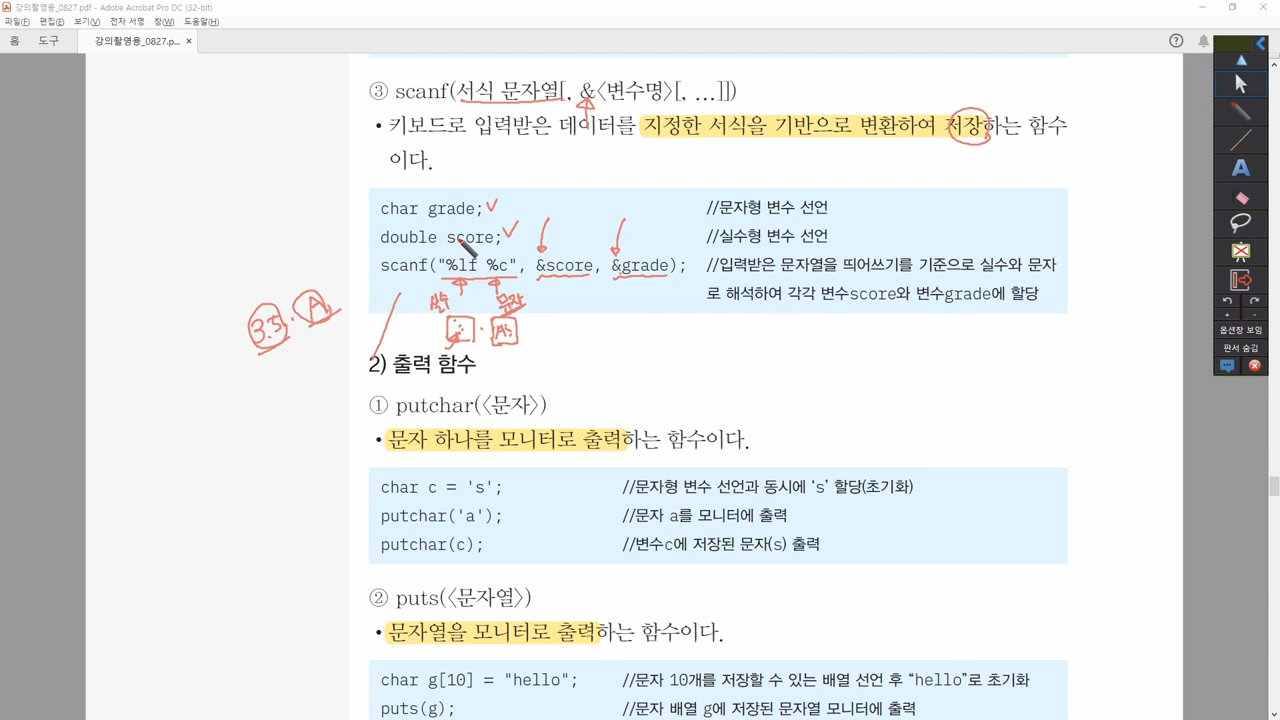 강의촬영용_0827.pdf - Adobe Acrobat Pro DC (32-bit)
파일(F) 편집(E) 보기(V) 전자 서명 창(W) 도움말(H)
홈 도구 강의촬영용_0827.p... ×
③ scanf(서식 문자열[, &〈변수명〉[, …]])
• 키보드로 입력받은 데이터를 지정한 서식을 기반으로 변환하여 저장하는 함수
이다.
char grade; //문자형 변수 선언
double score; //실수형 변수 선언
scanf("%lf %c", &score, &grade); //입력받은 문자열을 띄어쓰기를 기준으로 실수와 문자
로 해석하여 각각 변수score와 변수grade에 할당
실수 문자
3.5 A
2) 출력 함수
① putchar(〈문자〉)
• 문자 하나를 모니터로 출력하는 함수이다.
char c = 's'; //문자형 변수 선언과 동시에 ‘s’ 할당(초기화)
putchar('a'); //문자 a를 모니터에 출력
putchar(c); //변수c에 저장된 문자(s) 출력
② puts(〈문자열〉)
• 문자열을 모니터로 출력하는 함수이다.
char g[10] = "hello"; //문자 10개를 저장할 수 있는 배열 선언 후 “hello”로 초기화
puts(g); //문자 배열 g에 저장된 문자열 모니터에 출력
A
옵션창 보임
판서 숨김